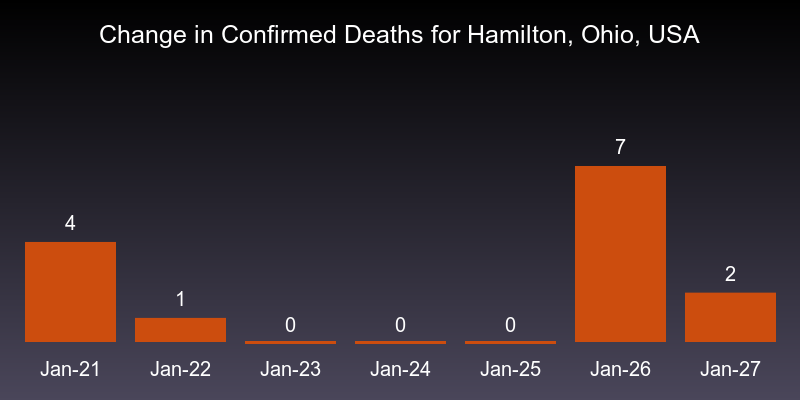 Change in Confirmed Deaths for Hamilton, Ohio, USA
7
4
2
1
0 0 0
Jan-21 Jan-22 Jan-23 Jan-24 Jan-25 Jan-26 Jan-27